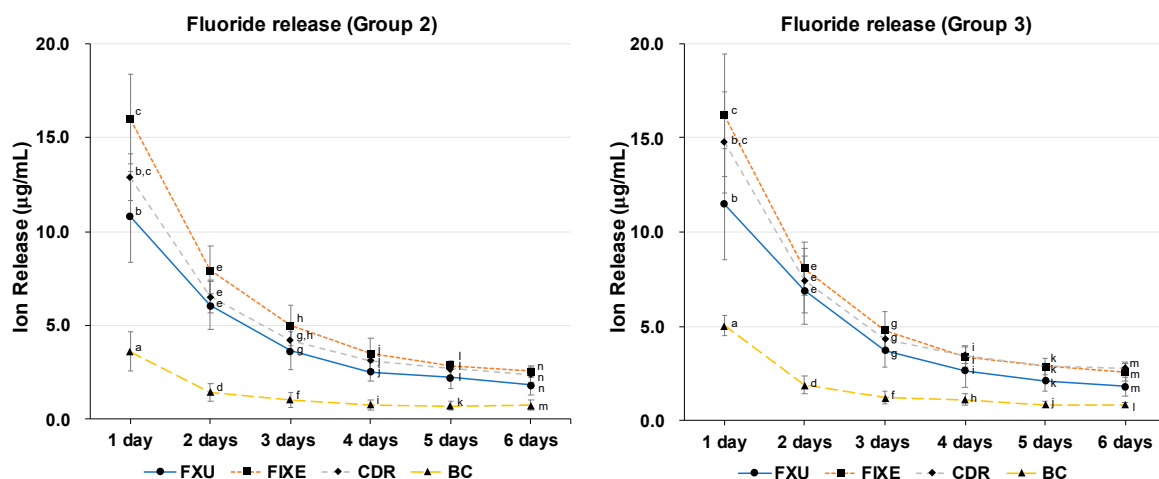 Fluoride release (Group 2)
20.0
15.0
10.0
5.0
0.0
Ion Release (µg/mL)
c
b,c
b
a
e
e
e
d
h
g,h
g
f
j
j
j
i
l
l
l
k
n
n
n
m
1 day 2 days 3 days 4 days 5 days 6 days
FXU FIXE CDR BC
Fluoride release (Group 3)
20.0
15.0
10.0
5.0
0.0
Ion Release (µg/mL)
c
b,c
b
a
e
e
e
d
g
g
g
f
i
i
i
h
k
k
k
j
m
m
m
l
1 day 2 days 3 days 4 days 5 days 6 days
FXU FIXE CDR BC